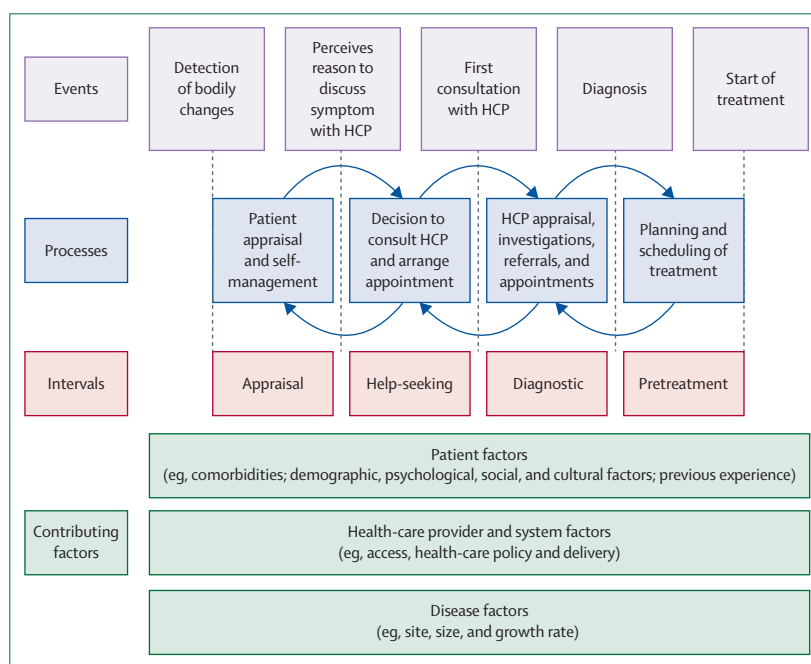 Events
Detection
of bodily
changes
Perceives
reason to
discuss
symptom
with HCP
First
consultation
with HCP
Diagnosis
Start of
treatment
Processes
Patient
appraisal
and self-
management
Decision to
consult HCP
and arrange
appointment
HCP appraisal,
investigations,
referrals, and
appointments
Planning and
scheduling of
treatment
Intervals
Appraisal
Help-seeking
Diagnostic
Pretreatment
Contributing
factors
Patient factors
(eg, comorbidities; demographic, psychological, social, and cultural factors; previous experience)
Health-care provider and system factors
(eg, access, health-care policy and delivery)
Disease factors
(eg, site, size, and growth rate)